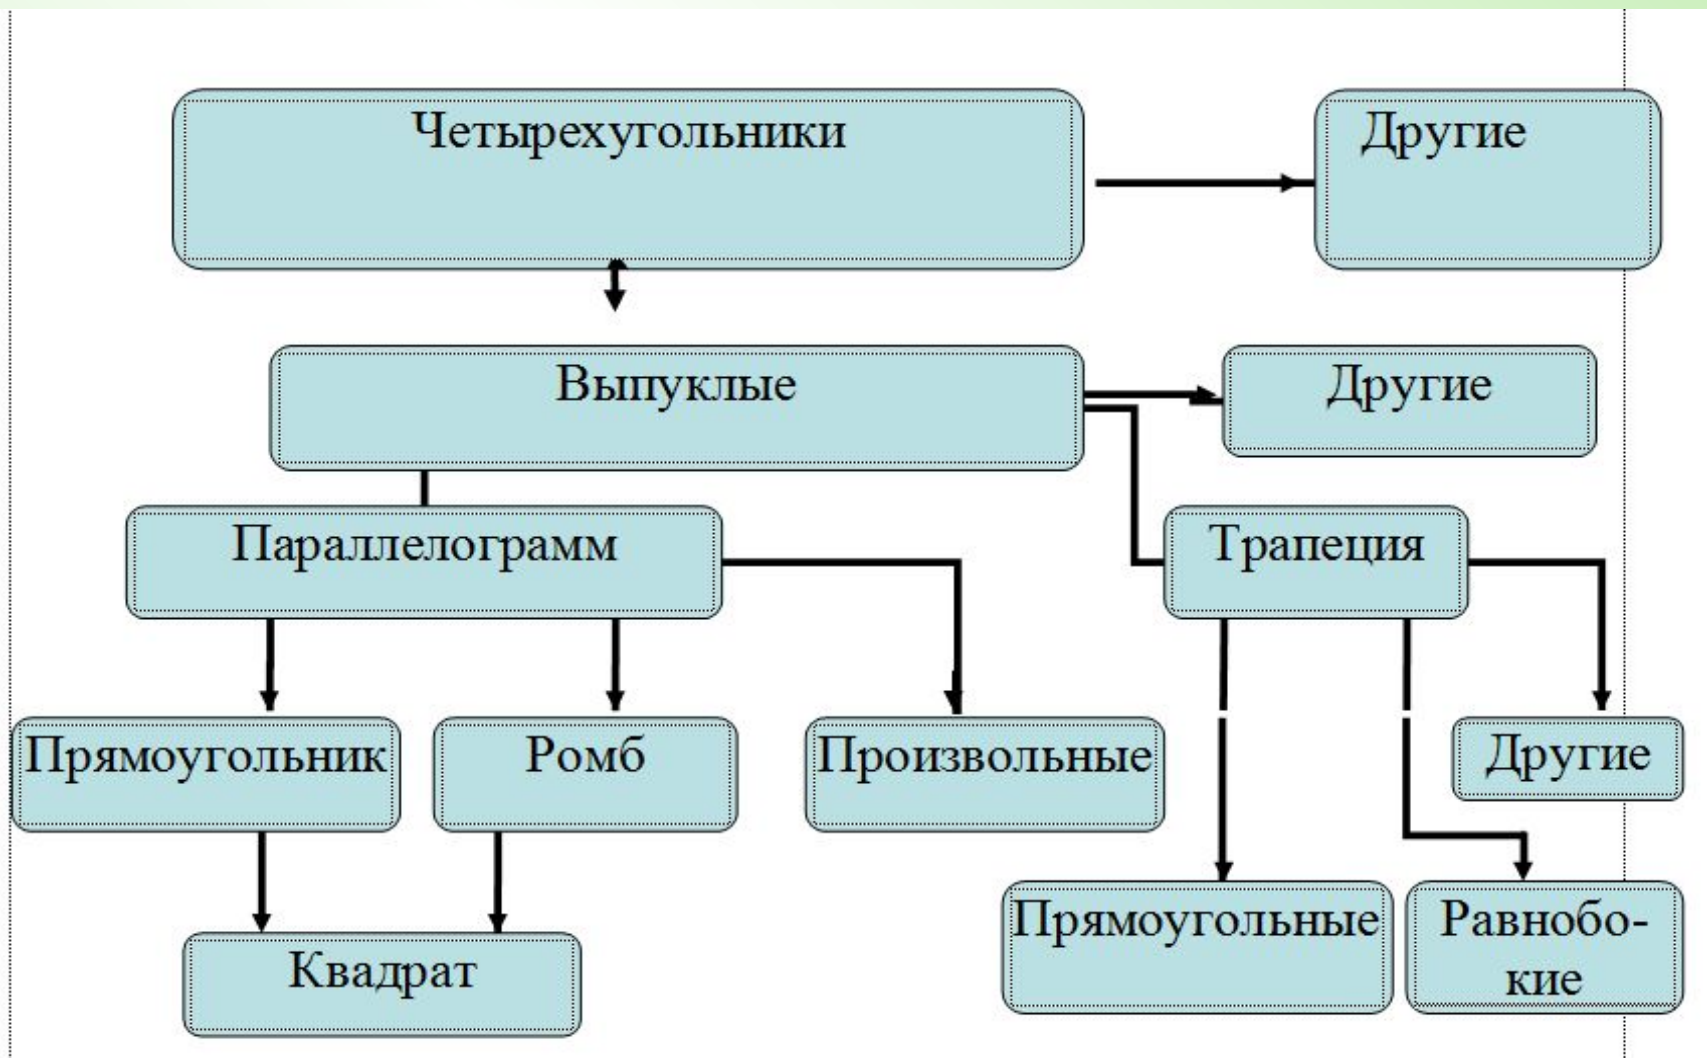 Четырехугольники
Другие
Выпуклые
Другие
Параллелограмм
Трапеция
Прямоугольник
Ромб
Произвольные
Другие
Прямоугольные
Равнобо-
кие
Квадрат